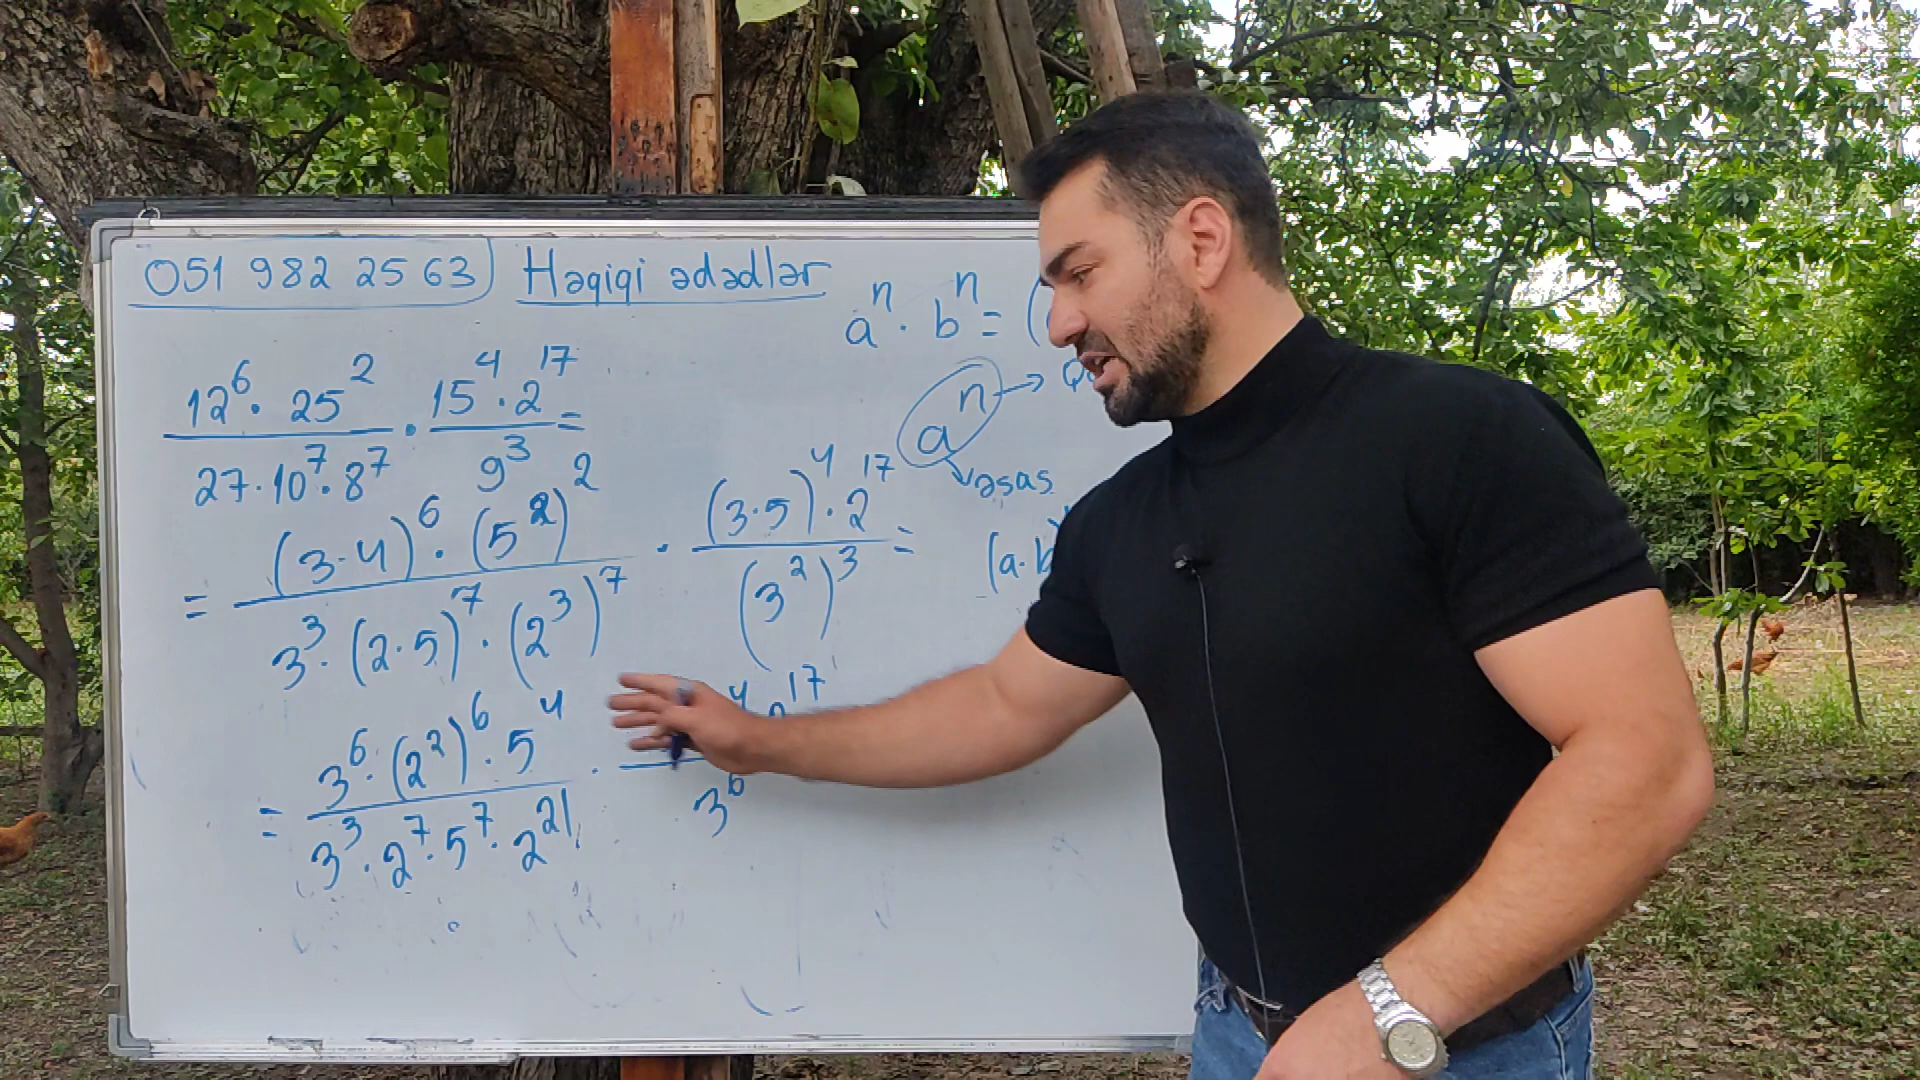 051 982 25 63 Həqiqi ədədlər
aⁿ · bⁿ = (
12⁶ · 25² / 27 · 10⁷ · 8⁷ · 15⁴ · 2¹⁷ / 9³ =
aⁿ →
əsas
= (3·4)⁶ · (5²)² / 3³ · (2·5)⁷ · (2³)⁷ · (3·5)⁴ · 2¹⁷ / (3²)³ =
(a·b
= 3⁶ · (2²)⁶ · 5⁴ / 3³ · 2⁷ · 5⁷ · 2²¹ · ⁴ 2¹⁷ / 3⁶